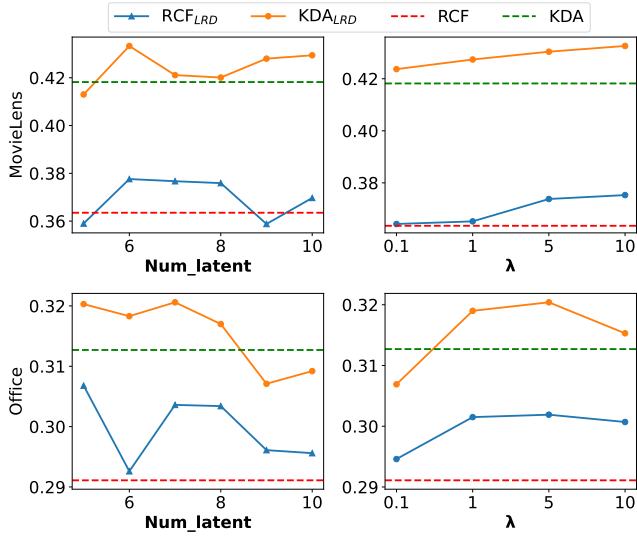 RCF_LRD KDA_LRD RCF KDA
MovieLens
0.42
0.40
0.38
0.36
6 8 10
Num_latent
0.42
0.40
0.38
0.1 1 5 10
λ
Office
0.32
0.31
0.30
0.29
6 8 10
Num_latent
0.32
0.31
0.30
0.29
0.1 1 5 10
λ